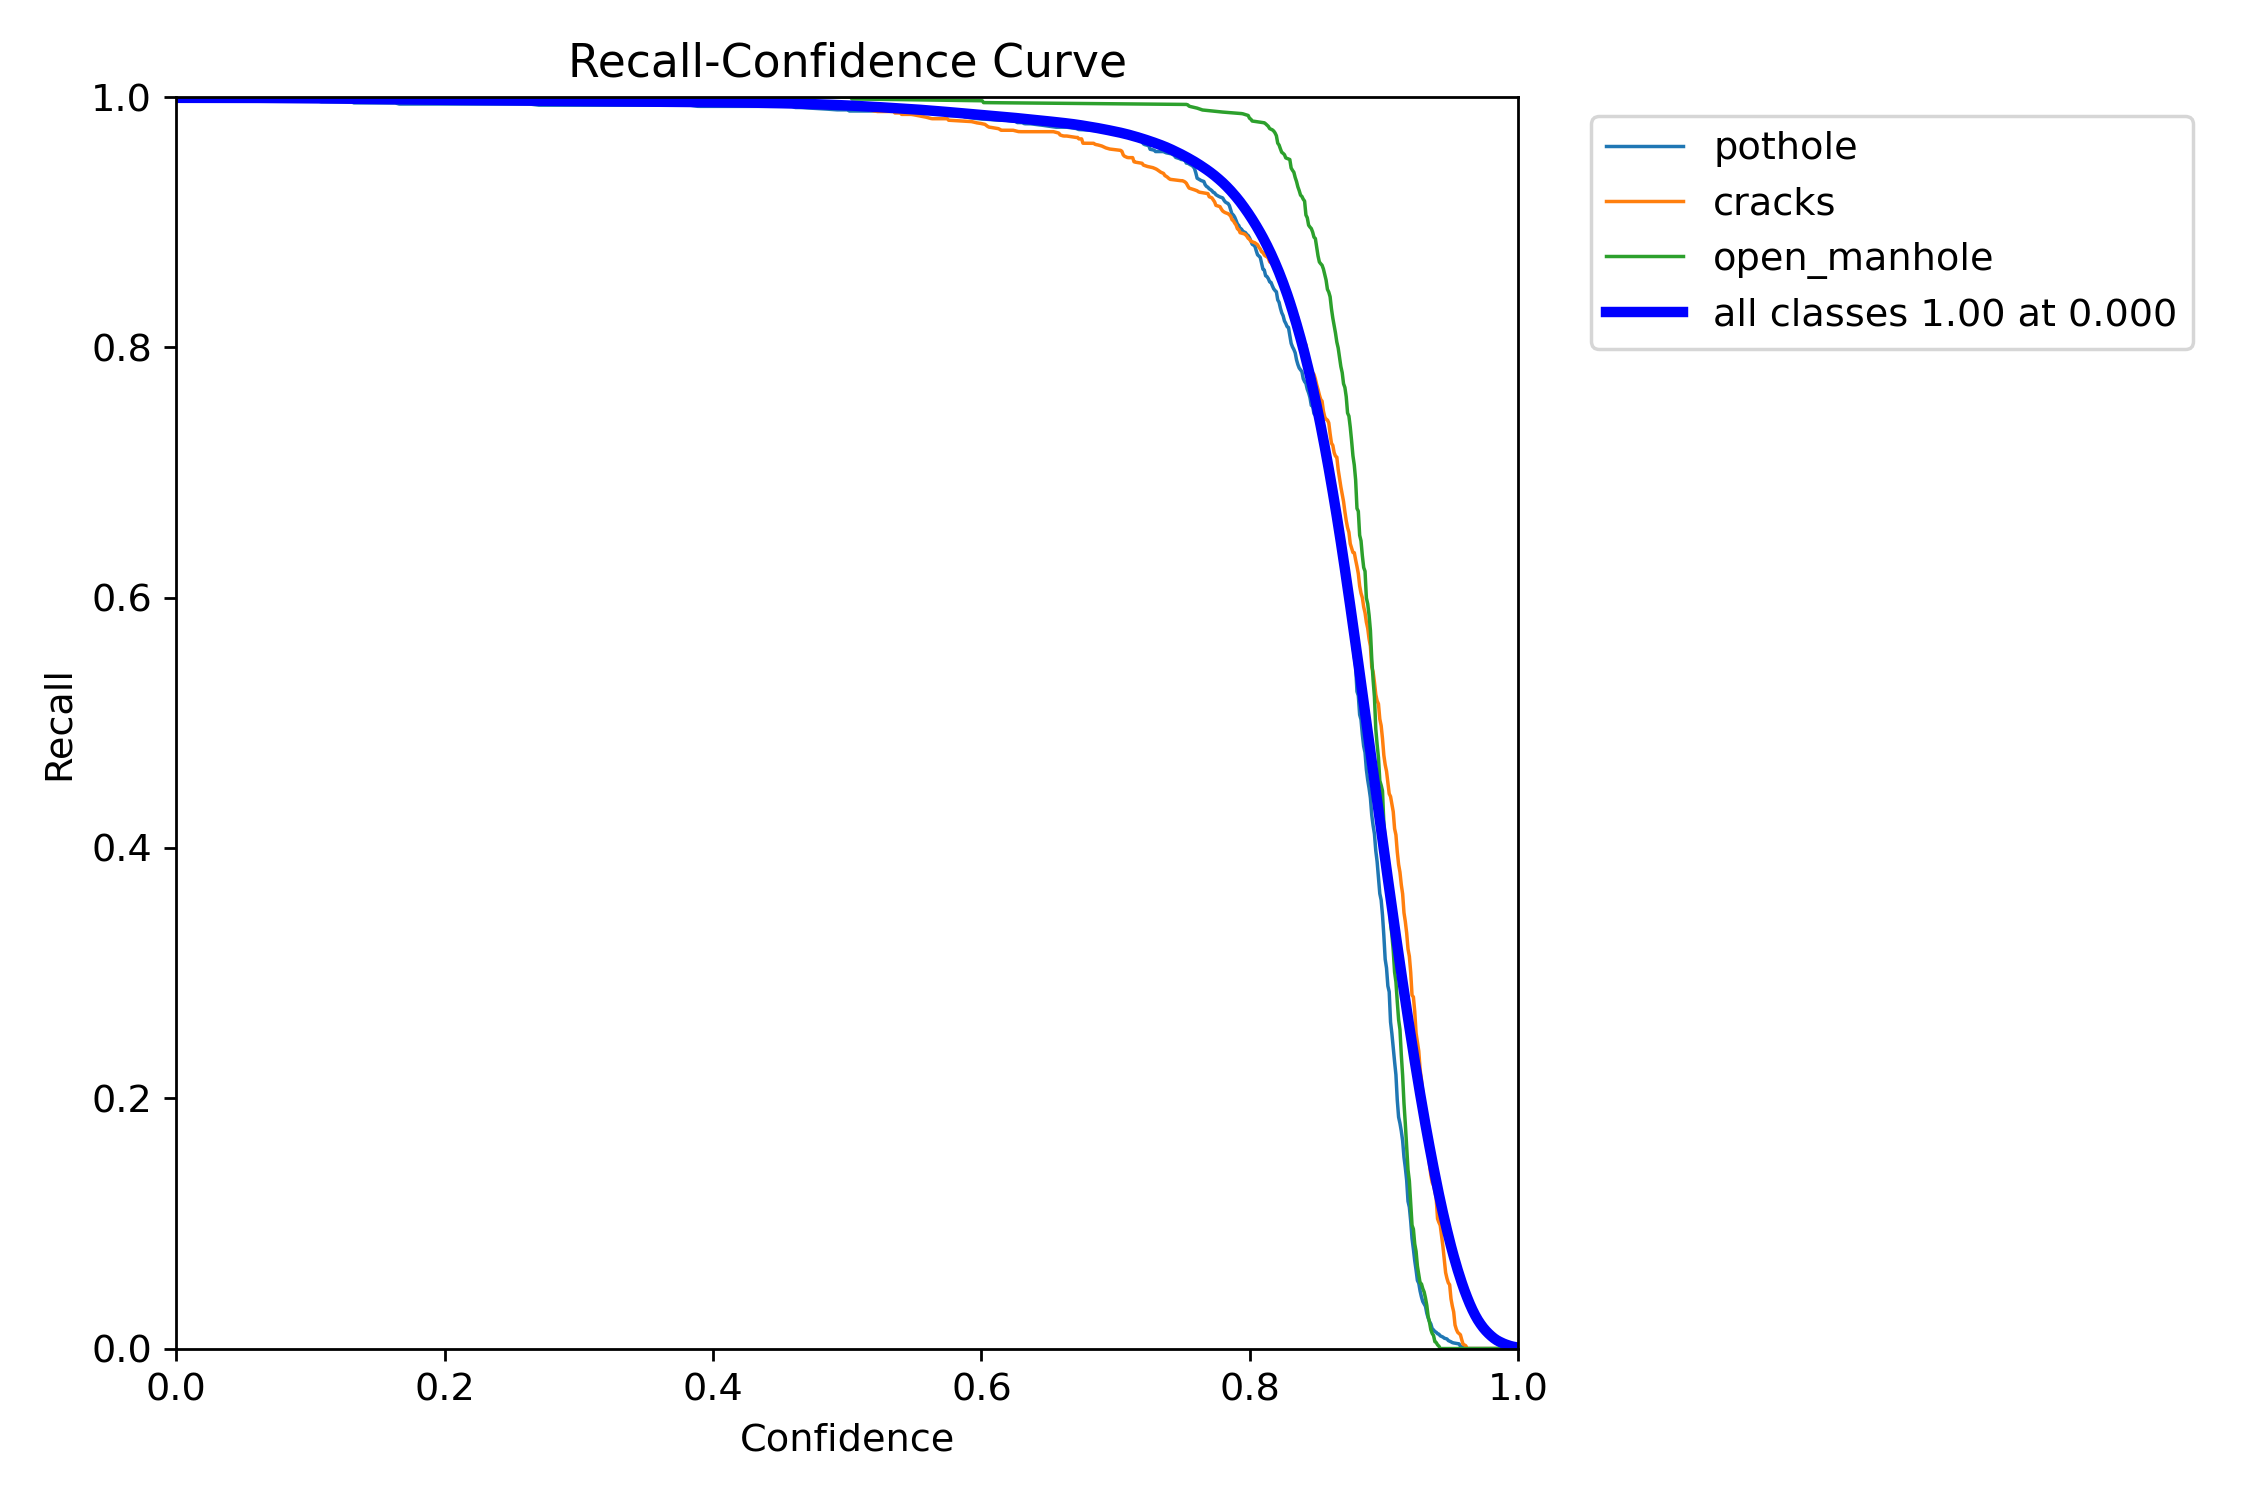 Recall-Confidence Curve
1.0
0.8
0.6
0.4
0.2
0.0
Recall
0.0 0.2 0.4 0.6 0.8 1.0
Confidence
pothole
cracks
open_manhole
all classes 1.00 at 0.000